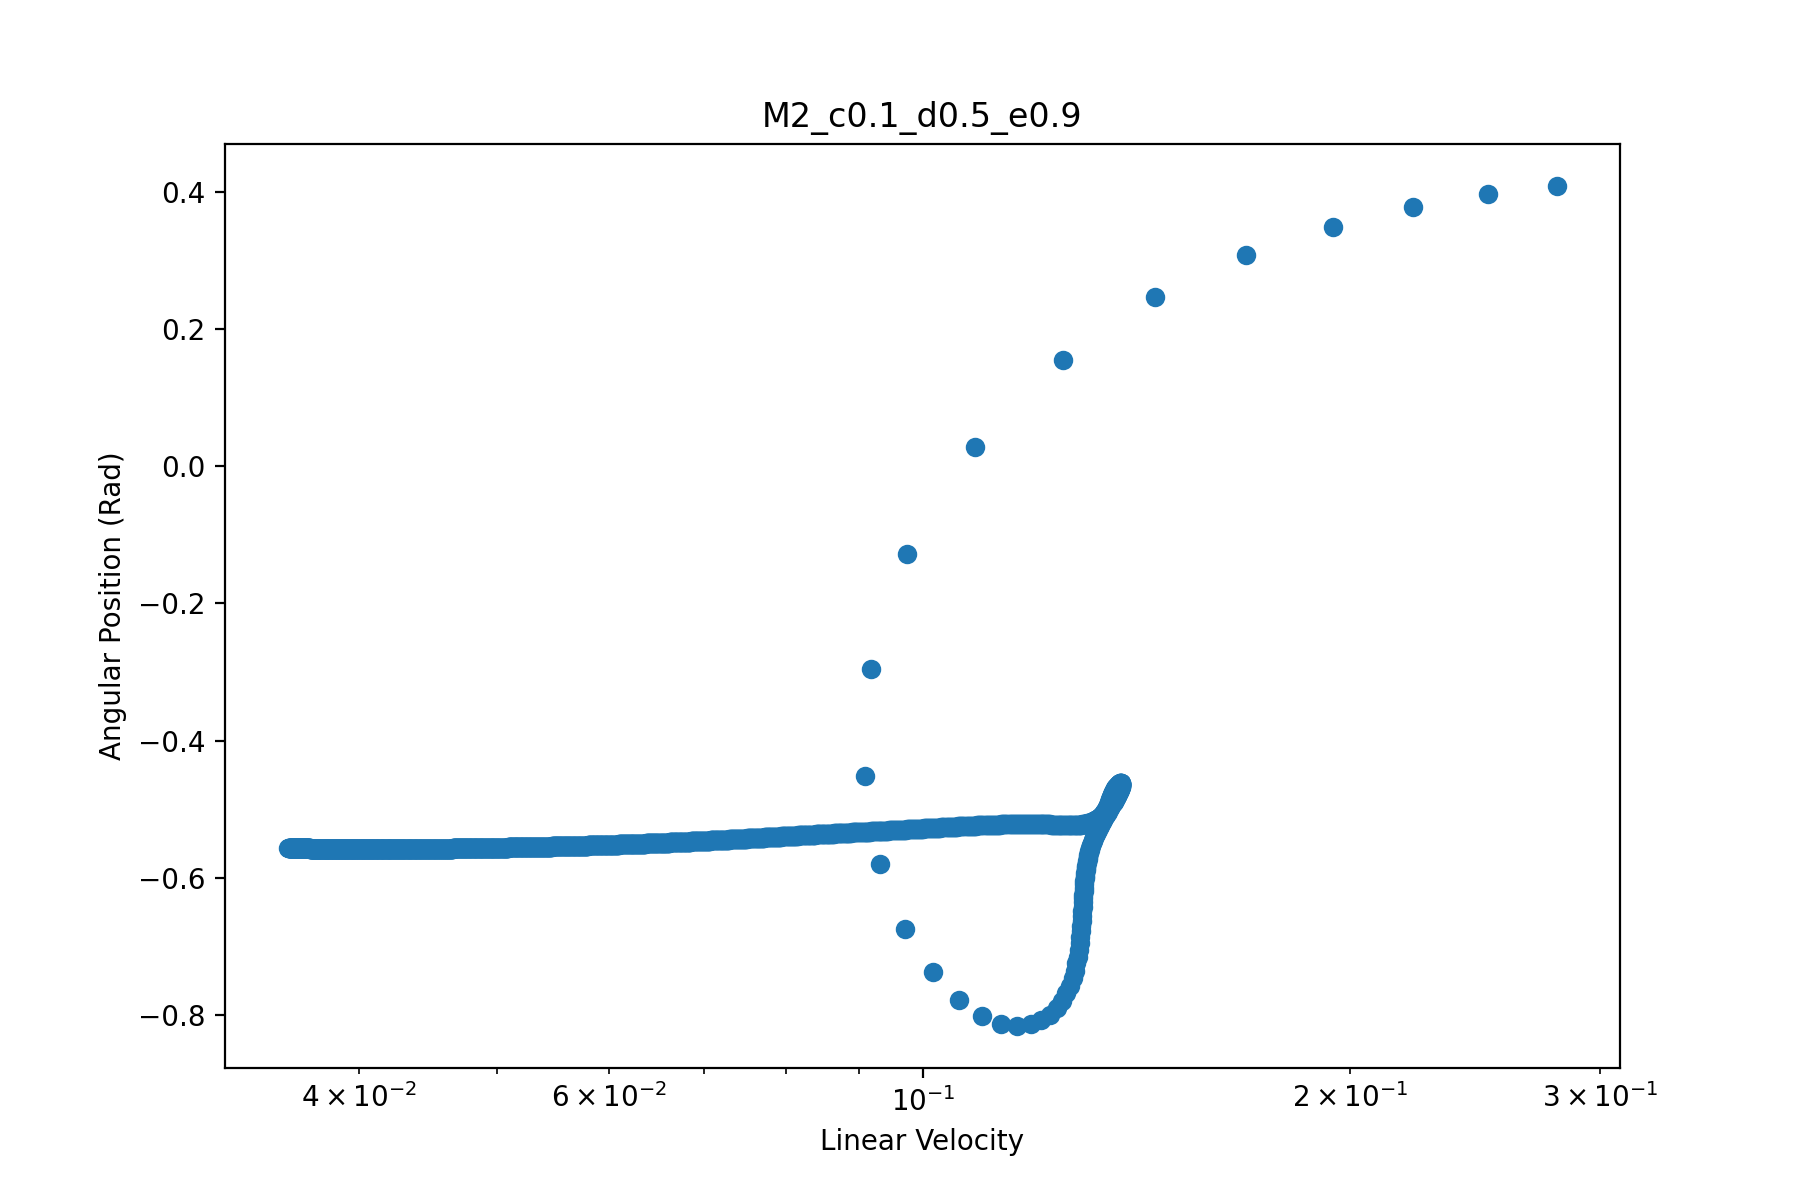 M2_c0.1_d0.5_e0.9
0.4
0.2
0.0
−0.2
−0.4
−0.6
−0.8
Angular Position (Rad)
4 × 10⁻²
6 × 10⁻²
10⁻¹
2 × 10⁻¹
3 × 10⁻¹
Linear Velocity